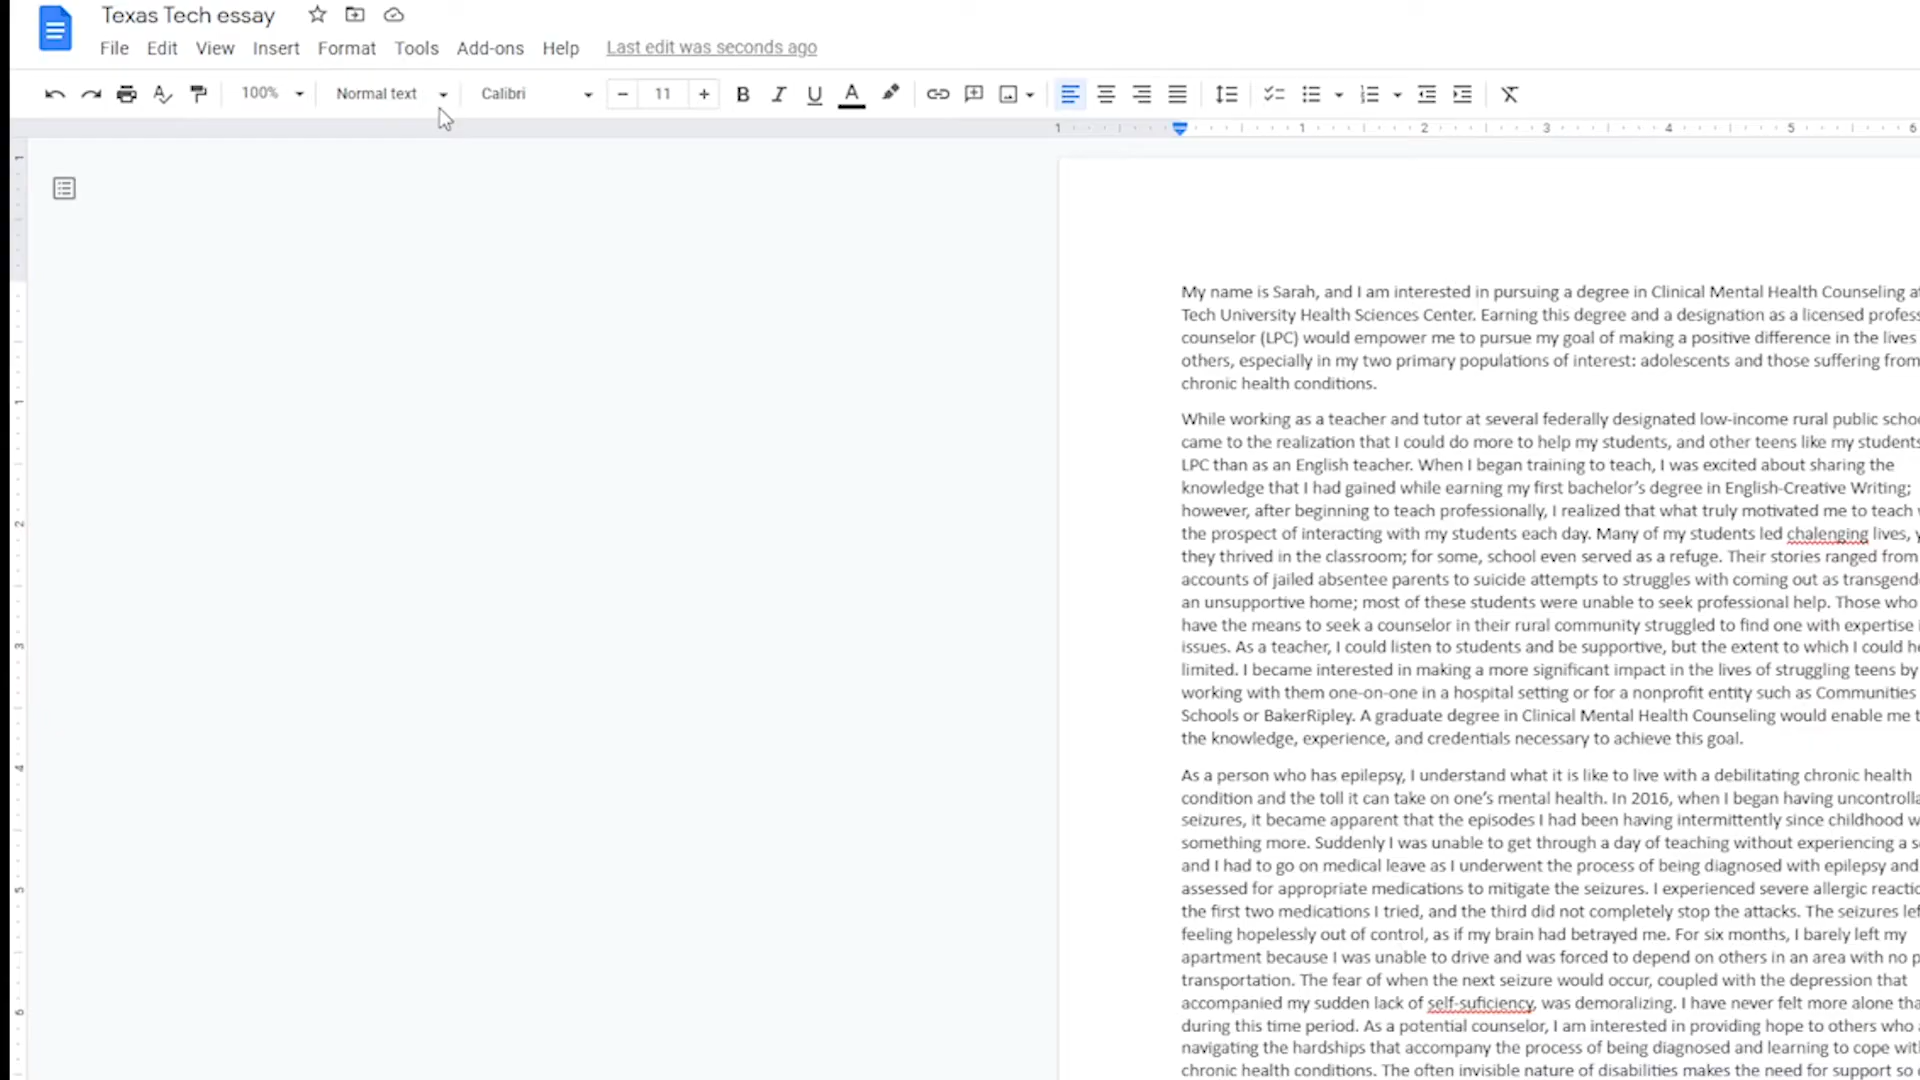 Texas Tech essay
File Edit View Insert Format Tools Add-ons Help Last edit was seconds ago
100% Normal text Calibri 11
1 1 2 3 4 5 6
My name is Sarah, and I am interested in pursuing a degree in Clinical Mental Health Counseling
Tech University Health Sciences Center. Earning this degree and a designation as a licensed
counselor (LPC) would empower me to pursue my goal of making a positive difference in the lives
others, especially in my two primary populations of interest: adolescents and those suffering from
chronic health conditions.
While working as a teacher and tutor at several federally designated low-income rural public
came to the realization that I could do more to help my students, and other teens like my students
LPC than as an English teacher. When I began training to teach, I was excited about sharing the
knowledge that I had gained while earning my first bachelor’s degree in English-Creative Writing;
however, after beginning to teach professionally, I realized that what truly motivated me to teach
the prospect of interacting with my students each day. Many of my students led chalenging lives,
they thrived in the classroom; for some, school even served as a refuge. Their stories ranged from
accounts of jailed absentee parents to suicide attempts to struggles with coming out as
an unsupportive home; most of these students were unable to seek professional help. Those who
have the means to seek a counselor in their rural community struggled to find one with expertise
issues. As a teacher, I could listen to students and be supportive, but the extent to which I could
limited. I became interested in making a more significant impact in the lives of struggling teens by
working with them one-on-one in a hospital setting or for a nonprofit entity such as Communities
Schools or BakerRipley. A graduate degree in Clinical Mental Health Counseling would enable me
the knowledge, experience, and credentials necessary to achieve this goal.
As a person who has epilepsy, I understand what it is like to live with a debilitating chronic health
condition and the toll it can take on one’s mental health. In 2016, when I began having
seizures, it became apparent that the episodes I had been having intermittently since childhood
something more. Suddenly I was unable to get through a day of teaching without experiencing a
and I had to go on medical leave as I underwent the process of being diagnosed with epilepsy and
assessed for appropriate medications to mitigate the seizures. I experienced severe allergic
the first two medications I tried, and the third did not completely stop the attacks. The seizures
feeling hopelessly out of control, as if my brain had betrayed me. For six months, I barely left my
apartment because I was unable to drive and was forced to depend on others in an area with no
transportation. The fear of when the next seizure would occur, coupled with the depression that
accompanied my sudden lack of self-suficiency, was demoralizing. I have never felt more alone
during this time period. As a potential counselor, I am interested in providing hope to others who
navigating the hardships that accompany the process of being diagnosed and learning to cope
chronic health conditions. The often invisible nature of disabilities makes the need for support so
1
1
2
3
4
5
6